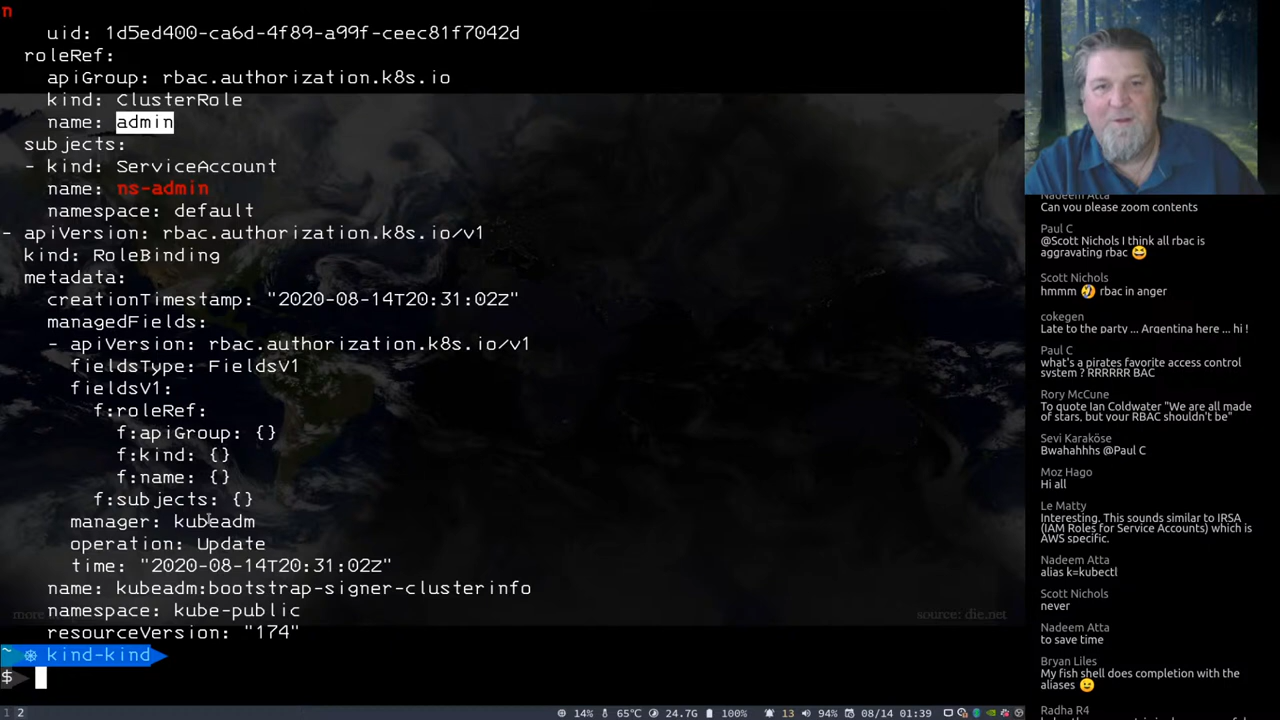 n
uid: 1d5ed400-ca6d-4f89-a99f-ceec81f7042d
roleRef:
apiGroup: rbac.authorization.k8s.io
kind: ClusterRole
name: admin
subjects:
- kind: ServiceAccount
name: ns-admin
namespace: default
- apiVersion: rbac.authorization.k8s.io/v1
kind: RoleBinding
metadata:
creationTimestamp: "2020-08-14T20:31:02Z"
managedFields:
- apiVersion: rbac.authorization.k8s.io/v1
fieldsType: FieldsV1
fieldsV1:
f:roleRef:
f:apiGroup: {}
f:kind: {}
f:name: {}
f:subjects: {}
manager: kubeadm
operation: Update
time: "2020-08-14T20:31:02Z"
name: kubeadm:bootstrap-signer-clusterinfo
namespace: kube-public
resourceVersion: "174"
source: die.net
~ kind-kind
$
1 2
14% 65°C 24.7G 100% 13 94% 08/14 01:39
Nadeem Atta
Can you please zoom contents
Paul C
@Scott Nichols I think all rbac is
aggravating rbac 😆
Scott Nichols
hmmm 🤣 rbac in anger
cokegen
Late to the party ... Argentina here ... hi !
Paul C
what's a pirates favorite access control
system ? RRRRRR BAC
Rory McCune
To quote Ian Coldwater "We are all made
of stars, but your RBAC shouldn't be"
Sevi Karaköse
Bwahahhs @Paul C
Moz Hago
Hi all
Le Matty
Interesting. This sounds similar to IRSA
(IAM Roles for Service Accounts) which is
AWS specific.
Nadeem Atta
alias k=kubectl
Scott Nichols
never
Nadeem Atta
to save time
Bryan Liles
My fish shell does completion with the
aliases 😉
Radha R4